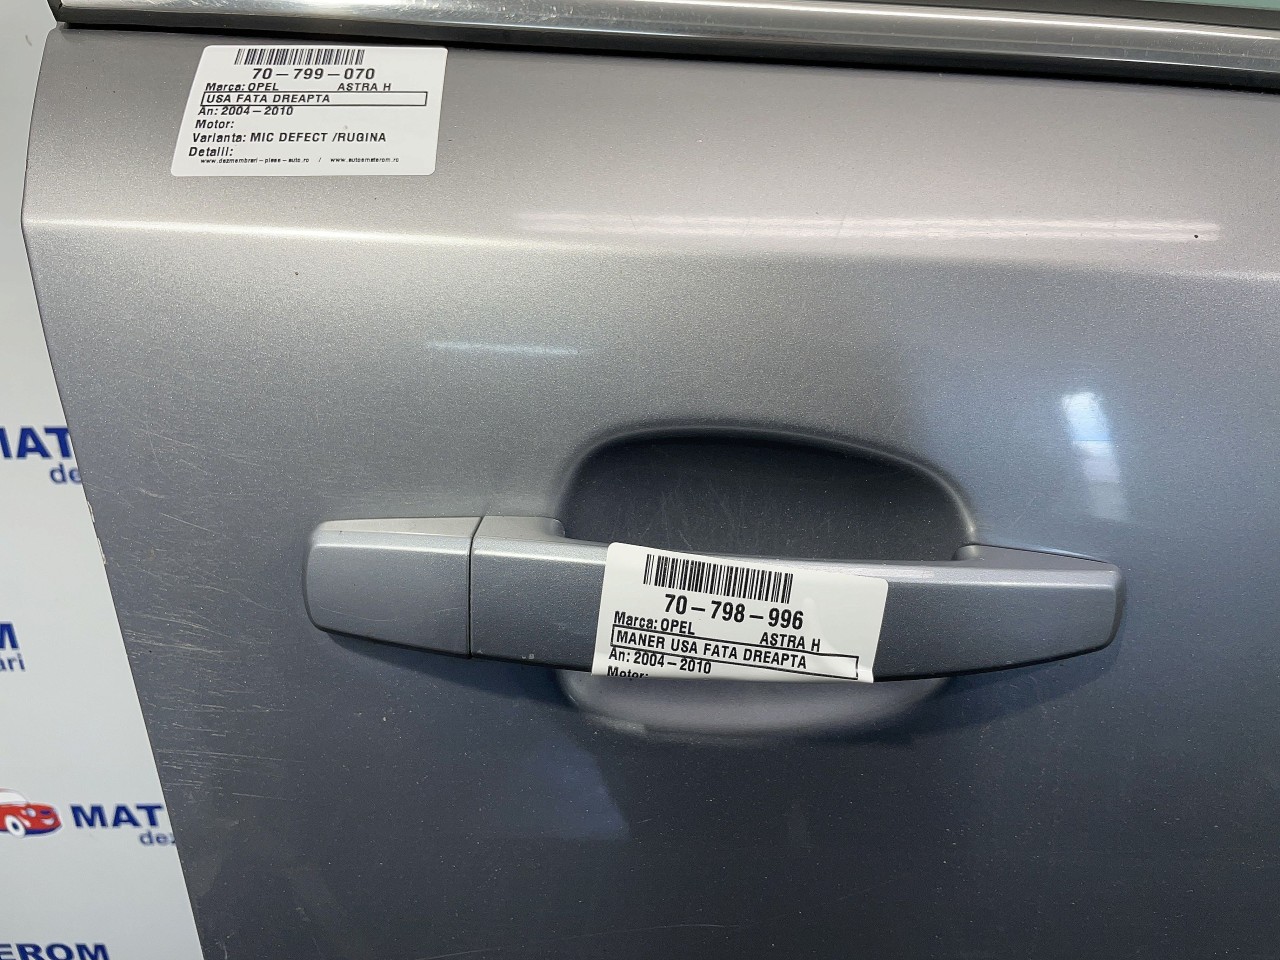 70-799-070
Marca: OPEL ASTRA H
USA FATA DREAPTA
An: 2004-2010
Motor:
Varianta: MIC DEFECT /RUGINA
Detalii:
www.dezmembrari-piese-auto.ro / www.automaterom.ro
70-798-996
Marca: OPEL ASTRA H
MANER USA FATA DREAPTA
An: 2004-2010
Motor:
MAT
de
M
ari
MAT
dez
EROM